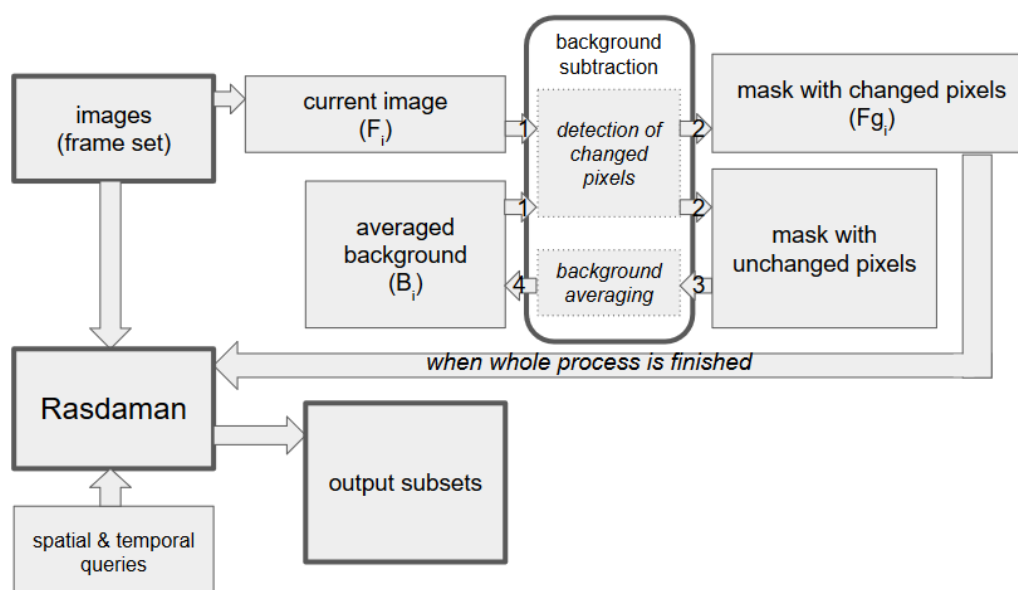 images
(frame set)
current image
(Fᵢ)
background
subtraction
detection of
changed
pixels
1
2
mask with changed pixels
(Fgᵢ)
averaged
background
(Bᵢ)
1
2
mask with
unchanged pixels
background
averaging
4
3
when whole process is finished
Rasdaman
output subsets
spatial & temporal
queries